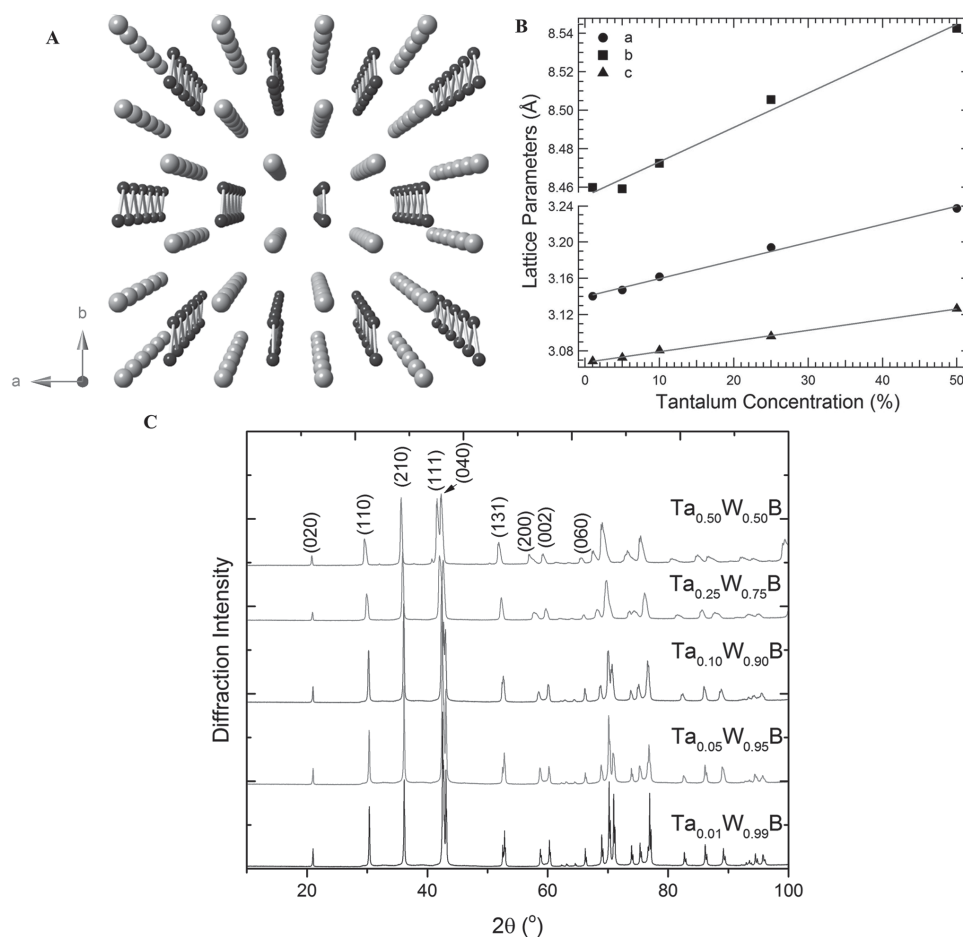 A
b
a
B
a
b
c
8.54
8.52
8.50
8.48
8.46
3.24
3.20
3.16
3.12
3.08
Lattice Parameters (Å)
0 10 20 30 40 50
Tantalum Concentration (%)
C
(020)
(110)
(210)
(111)
(040)
(131)
(200)
(002)
(060)
Ta0.50W0.50B
Ta0.25W0.75B
Ta0.10W0.90B
Ta0.05W0.95B
Ta0.01W0.99B
Diffraction Intensity
20 40 60 80 100
2θ (°)